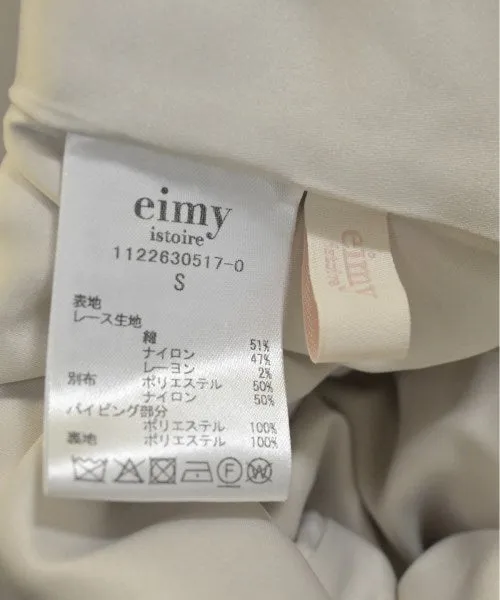 eimy
istoire
1122630517-0
S
表地
レース生地
綿 51%
ナイロン 47%
レーヨン 2%
別布 ポリエステル 50%
ナイロン 50%
パイピング部分
ポリエステル 100%
裏地 ポリエステル 100%
F W
eimy